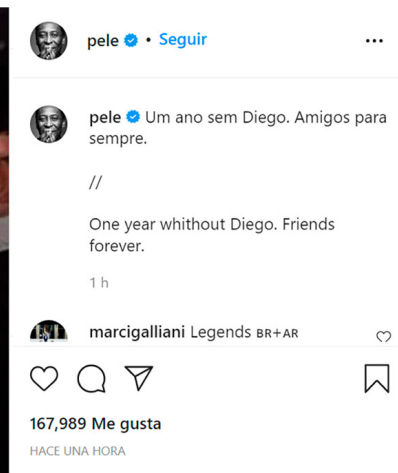 pele • Seguir
pele Um ano sem Diego. Amigos para
sempre.
//
One year whithout Diego. Friends
forever.
1 h
marcigalliani Legends BR+AR
167,989 Me gusta
HACE UNA HORA